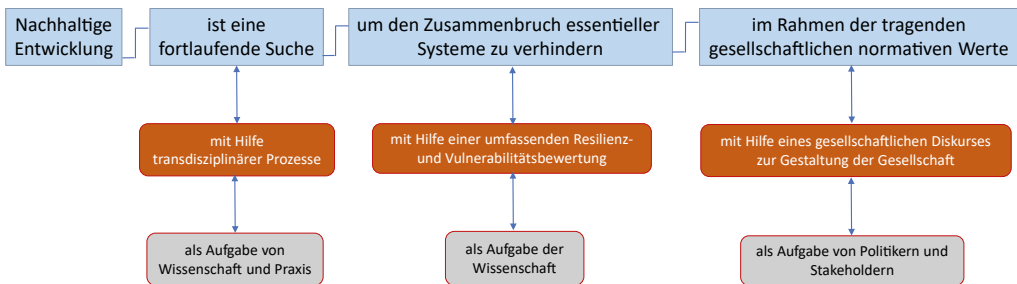 Nachhaltige
Entwicklung
ist eine
fortlaufende Suche
um den Zusammenbruch essentieller
Systeme zu verhindern
im Rahmen der tragenden
gesellschaftlichen normativen Werte
mit Hilfe
transdisziplinärer Prozesse
mit Hilfe einer umfassenden Resilienz-
und Vulnerabilitätsbewertung
mit Hilfe eines gesellschaftlichen Diskurses
zur Gestaltung der Gesellschaft
als Aufgabe von
Wissenschaft und Praxis
als Aufgabe der
Wissenschaft
als Aufgabe von Politikern und
Stakeholdern